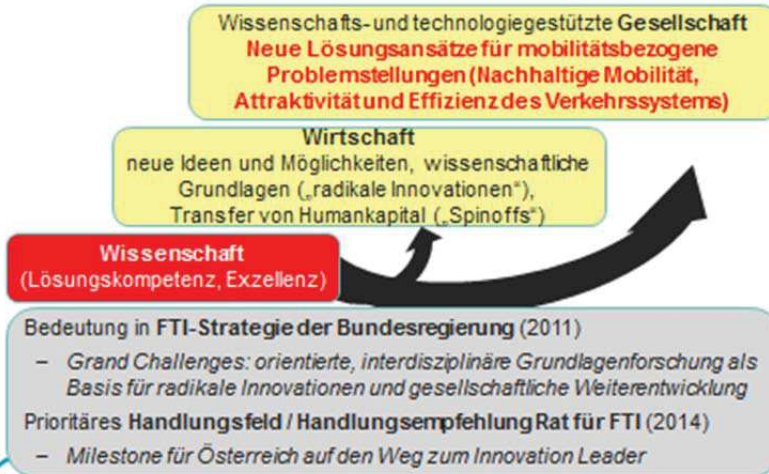 Wissenschafts- und technologiegestützte Gesellschaft
Neue Lösungsansätze für mobilitätsbezogene
Problemstellungen (Nachhaltige Mobilität,
Attraktivität und Effizienz des Verkehrssystems)
Wirtschaft
neue Ideen und Möglichkeiten, wissenschaftliche
Grundlagen („radikale Innovationen“),
Transfer von Humankapital („Spinoffs“)
Wissenschaft
(Lösungskompetenz, Exzellenz)
Bedeutung in FTI-Strategie der Bundesregierung (2011)
– Grand Challenges: orientierte, interdisziplinäre Grundlagenforschung als
Basis für radikale Innovationen und gesellschaftliche Weiterentwicklung
Prioritäres Handlungsfeld / Handlungsempfehlung Rat für FTI (2014)
– Milestone für Österreich auf den Weg zum Innovation Leader